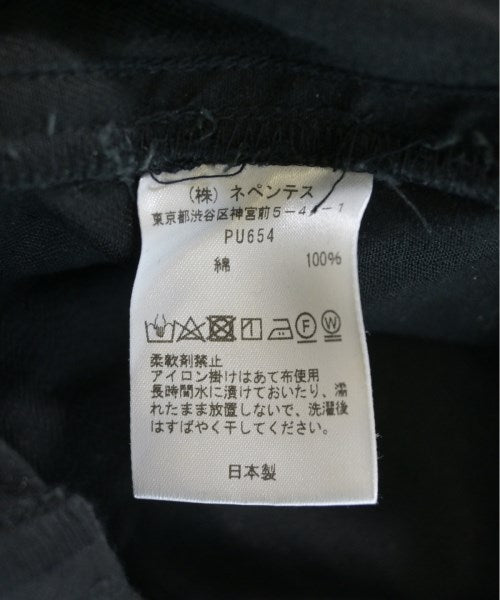 (株) ネペンテス
東京都渋谷区神宮前5-4 -1
PU654
綿 100%
F W
柔軟剤禁止
アイロン掛けはあて布使用
長時間水に漬けておいたり、濡
れたまま放置しないで、洗濯後
はすばやく干してください。
日本製